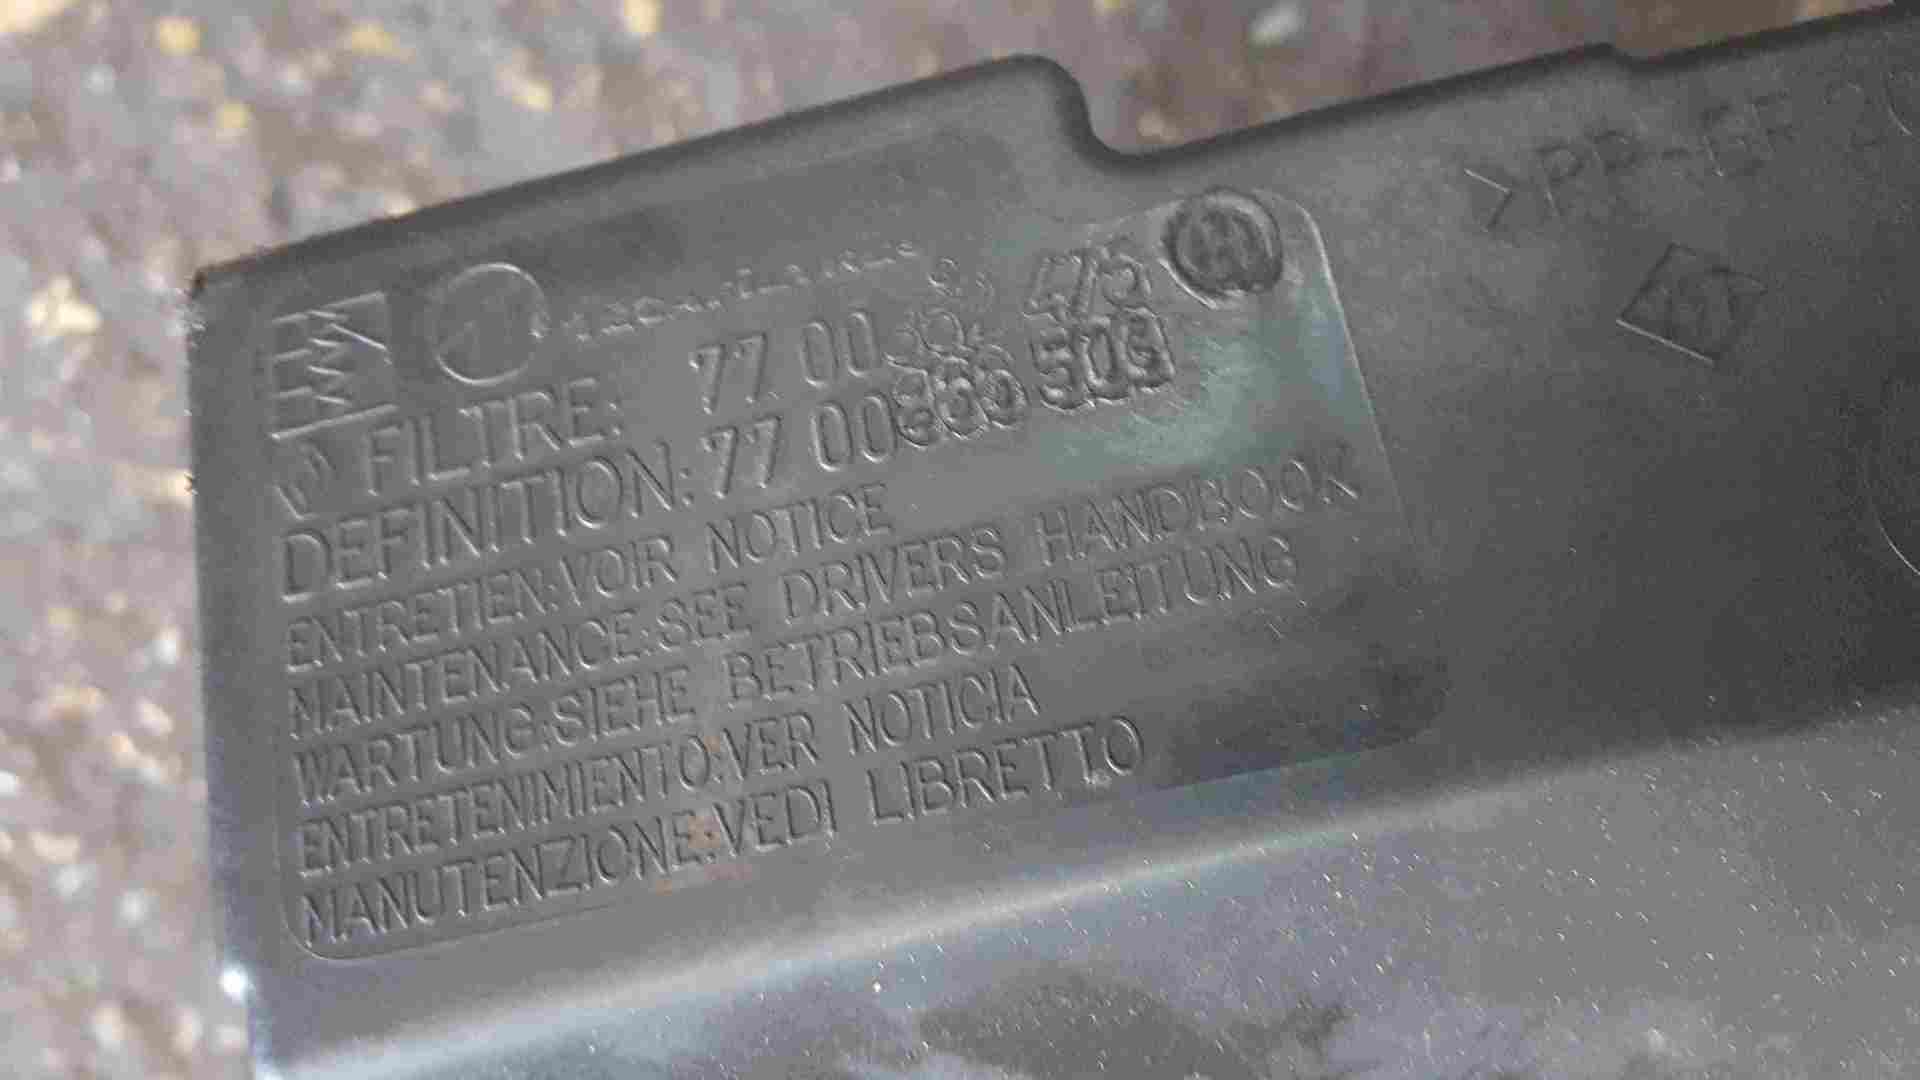 FILTRE: 77 00 475
DEFINITION: 77 00
ENTRETIEN:VOIR NOTICE
MAINTENANCE:SEE DRIVERS HANDBOOK
WARTUNG:SIEHE BETRIEBSANLEITUNG
ENTRETENIMIENTO:VER NOTICIA
MANUTENZIONE:VEDI LIBRETTO